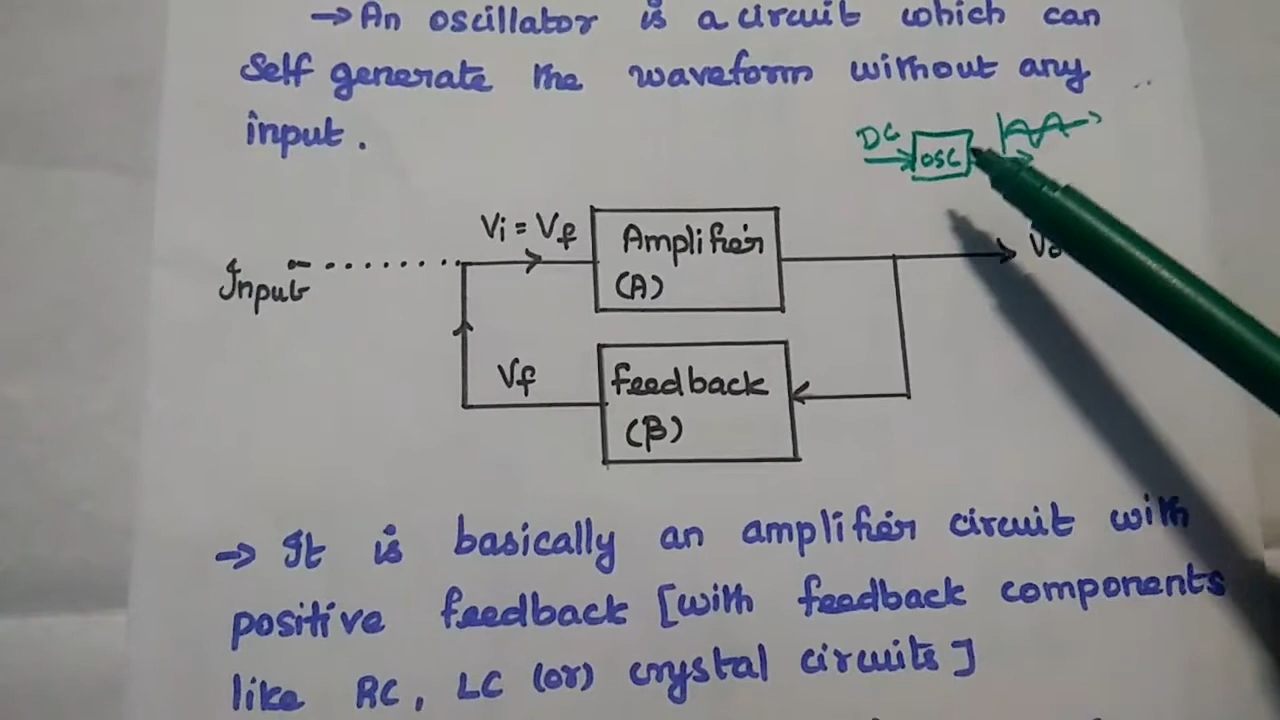 → An oscillator is a circuit which can
self generate the waveform without any
input.
DC
OSC
Vi = Vf
Amplifier
(A)
Input
Vf
feedback
(β)
→ It is basically an amplifier circuit with
positive feedback [with feedback components
like RC, LC (or) crystal circuits]